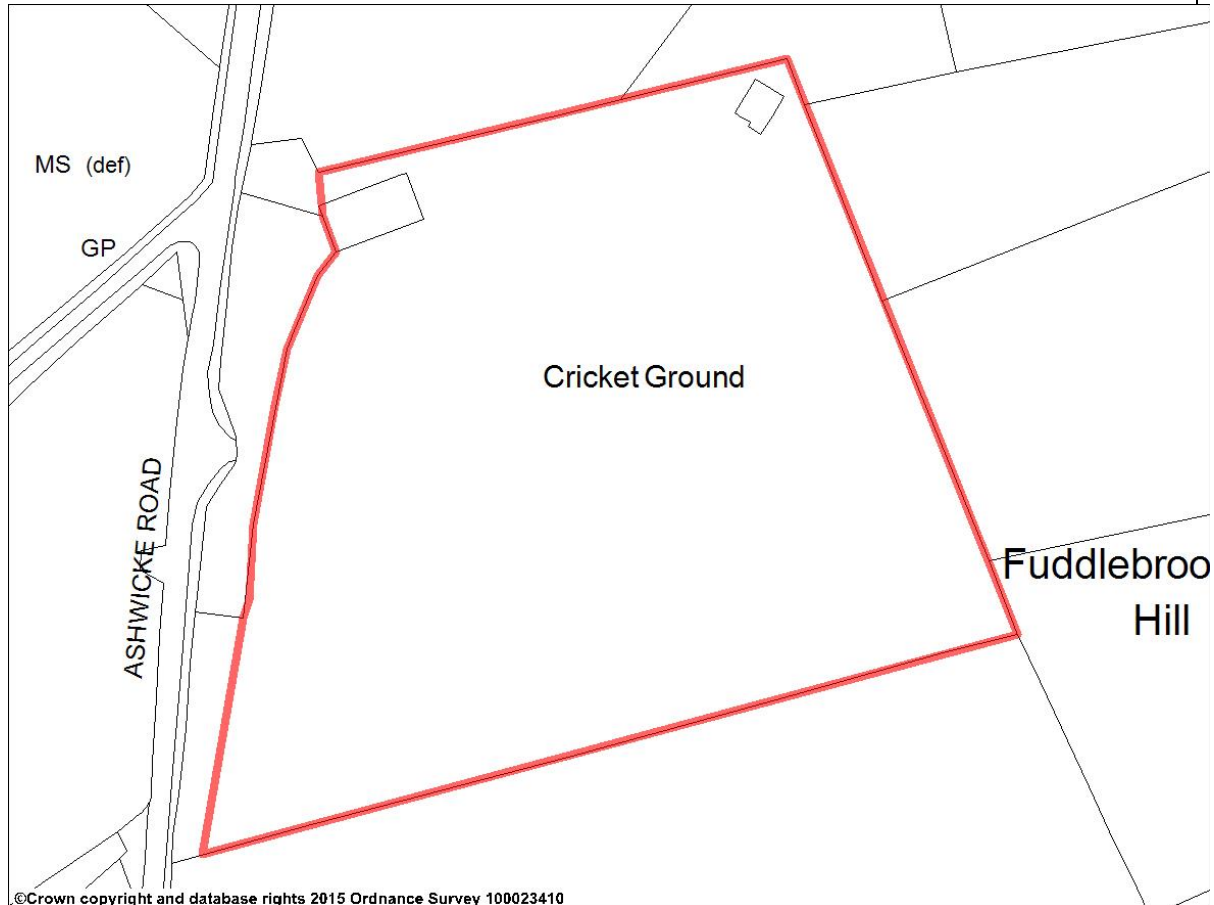 MS (def)
GP
Cricket Ground
ASHWICKE ROAD
Fuddlebroo
Hill
©Crown copyright and database rights 2015 Ordnance Survey 100023410